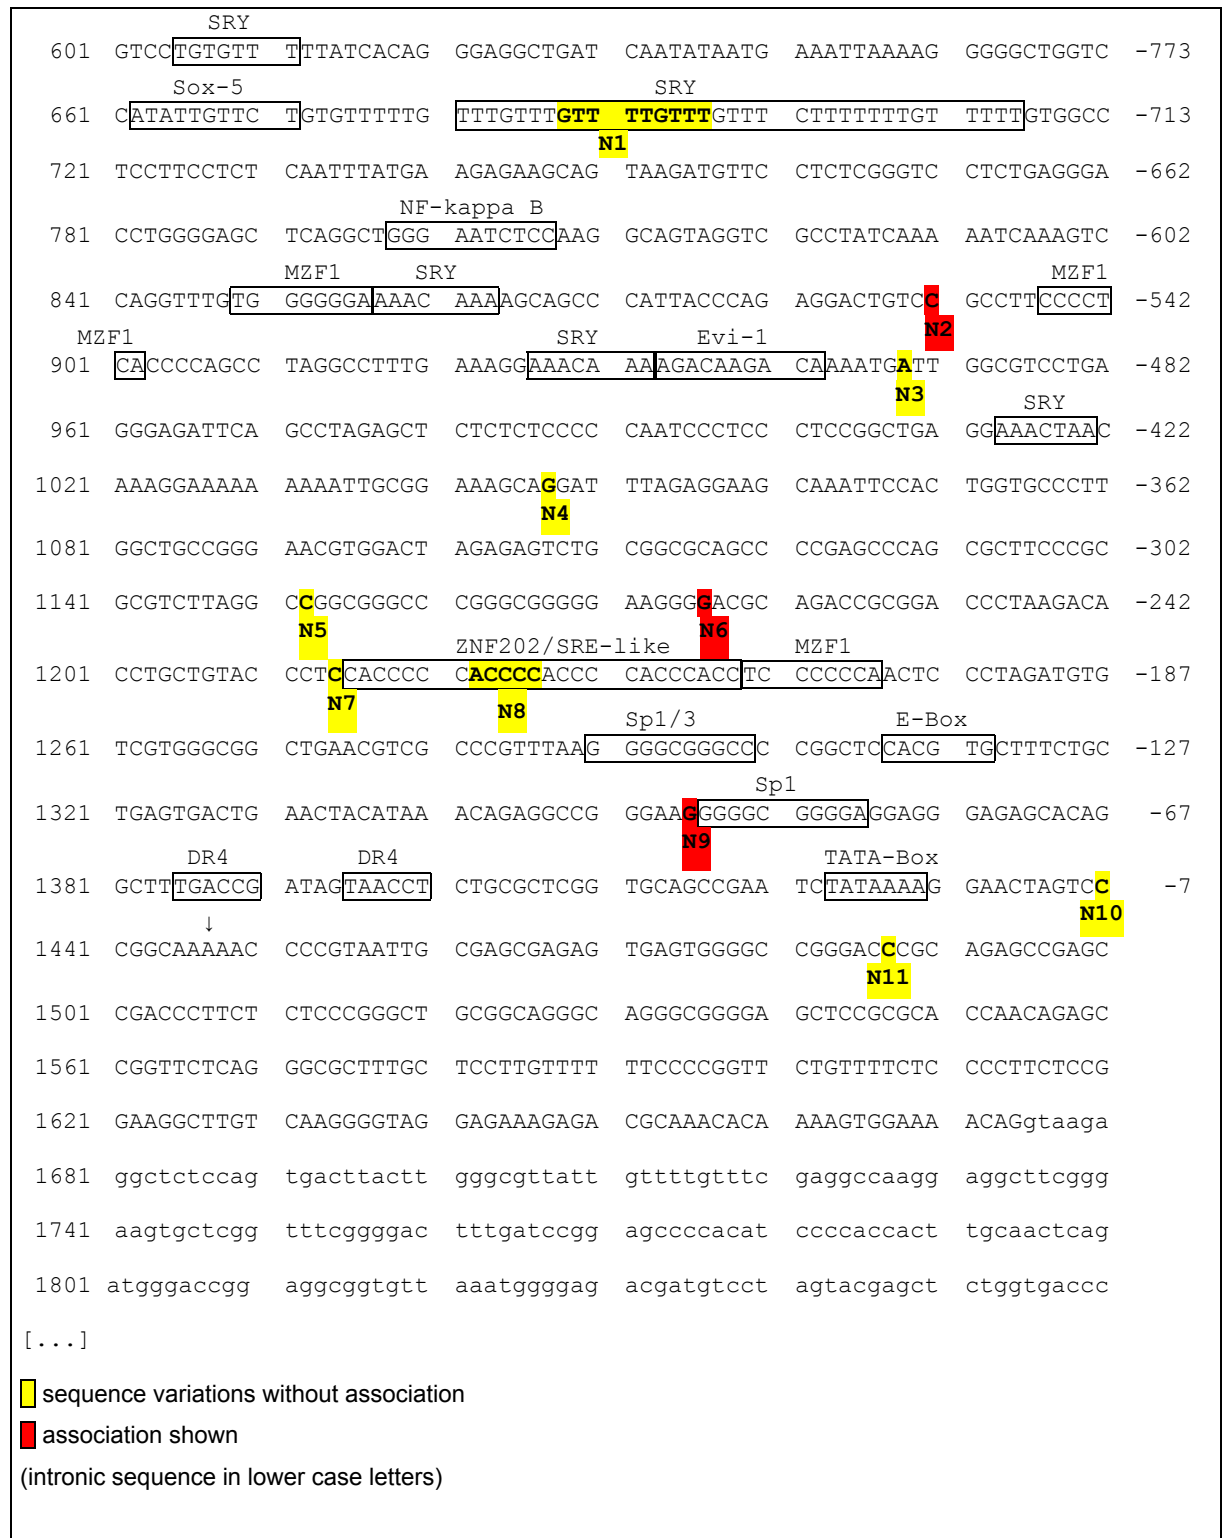 SRY
601 GTCCTGTGTT TTTATCACAG GGAGGCTGAT CAATATAATG AAATTAAAAG GGGGCTGGTC -773
Sox-5 SRY
661 CATATTGTTCT TGTGTTTTTG TTTGTTTGTTT TTGTTTGTTT CTTTTTTTGT TTTTGTGGCC -713
N1
721 TCCTTCCTCT CAATTTATGA AGAGAAGCAG TAAGATGTTC CTCTCGGGTC CTCTGAGGGA -662
NF-kappa B
781 CCTGGGGAGC TCAGGCTGGG AATCTCCAAG GCAGTAGGTC GCCTATCAAA AATCAAAGTC -602
MZF1 SRY MZF1
841 CAGGTTTGTG GGGGGAAAAC AAAAGCAGCC CATTACCCAG AGGACTGTCC GCCTTCCCCT -542
N2
MZF1 SRY Evi-1
901 CACCCCAGCC TAGGCCTTTG AAAGGAAACA AAAGACAAGA CAAAATGATT GGCGTCCTGA -482
N3
SRY
961 GGGAGATTCA GCCTAGAGCT CTCTCTCCCC CAATCCCTCC CTCCGGCTGA GGAAACTAAC -422
1021 AAAGGAAAAA AAAATTGCGG AAAGCAGGAT TTAGAGGAAG CAAATTCCAC TGGTGCCCTT -362
N4
1081 GGCTGCCGGG AACGTGGACT AGAGAGTCTG CGGCGCAGCC CCGAGCCCAG CGCTTCCCGC -302
1141 GCGTCTTAGG CCGGCGGGCC CGGGCGGGGG AAGGGGACGC AGACCGCGGA CCCTAAGACA -242
N5 N6
ZNF202/SRE-like MZF1
1201 CCTGCTGTAC CCTCCACCCC CACCCCACCC CACCCACCTC CCCCCAACTC CCTAGATGTG -187
N7 N8
Sp1/3 E-Box
1261 TCGTGGGCGG CTGAACGTCG CCCGTTTAAG GGGCGGGCCC CGGCTCCACG TGCTTTCTGC -127
Sp1
1321 TGAGTGACTG AACTACATAA ACAGAGGCCG GGAAGGGGGC GGGGAGGAGG GAGAGCACAG -67
N9
DR4 DR4 TATA-Box
1381 GCTTTGACCG ATAGTAACCT CTGCGCTCGG TGCAGCCGAA TCTATAAAAG GAACTAGTCC -7
↓ N10
1441 CGGCAAAAAC CCCGTAATTG CGAGCGAGAG TGAGTGGGGC CGGGACCCGC AGAGCCGAGC
N11
1501 CGACCCTTCT CTCCCGGGCT GCGGCAGGGC AGGGCGGGGA GCTCCGCGCA CCAACAGAGC
1561 CGGTTCTCAG GGCGCTTTGC TCCTTGTTTT TTCCCCGGTT CTGTTTTCTC CCCTTCTCCG
1621 GAAGGCTTGT CAAGGGGTAG GAGAAAGAGA CGCAAACACA AAAGTGGAAA ACAGgtaaga
1681 ggctctccag tgacttactt gggcgttatt gttttgtttc gaggccaagg aggcttcggg
1741 aagtgctcgg tttcggggac tttgatccgg agccccacat ccccaccact tgcaactcag
1801 atgggaccgg aggcggtgtt aaatggggag acgatgtcct agtacgagct ctggtgaccc
[...]
sequence variations without association
association shown
(intronic sequence in lower case letters)